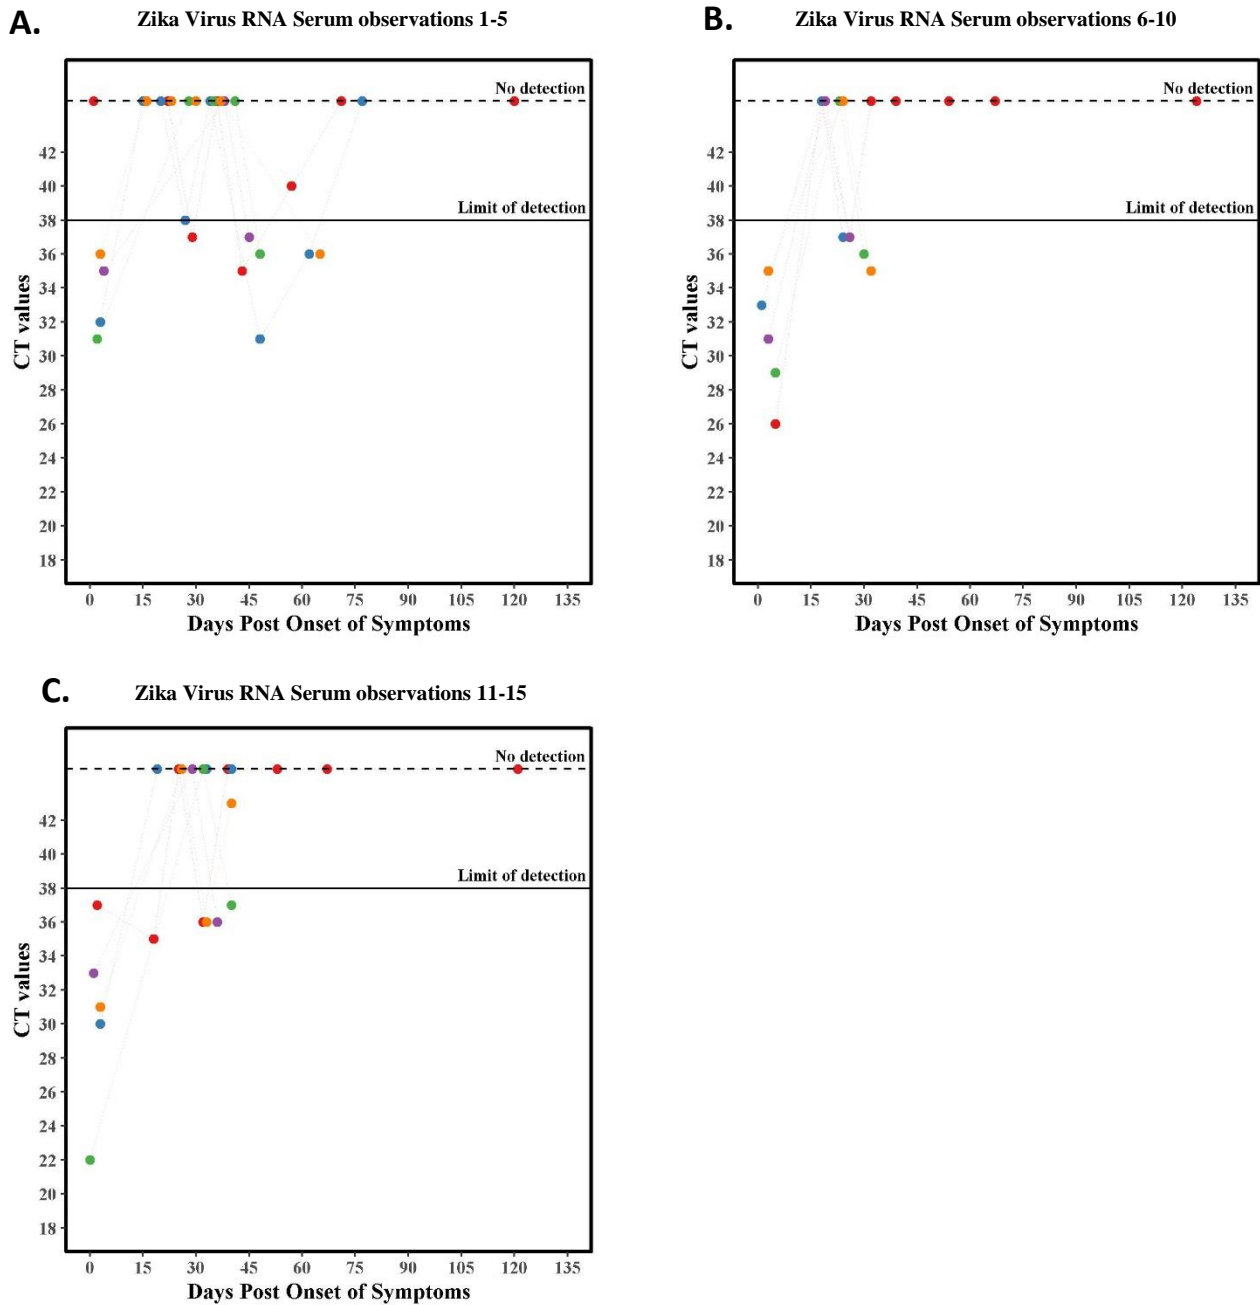 A.
Zika Virus RNA Serum observations 1-5
No detection
Limit of detection
42
40
38
36
34
32
30
28
26
24
22
20
18
CT values
0 15 30 45 60 75 90 105 120 135
Days Post Onset of Symptoms
B.
Zika Virus RNA Serum observations 6-10
No detection
Limit of detection
42
40
38
36
34
32
30
28
26
24
22
20
18
CT values
0 15 30 45 60 75 90 105 120 135
Days Post Onset of Symptoms
C.
Zika Virus RNA Serum observations 11-15
No detection
Limit of detection
42
40
38
36
34
32
30
28
26
24
22
20
18
CT values
0 15 30 45 60 75 90 105 120 135
Days Post Onset of Symptoms